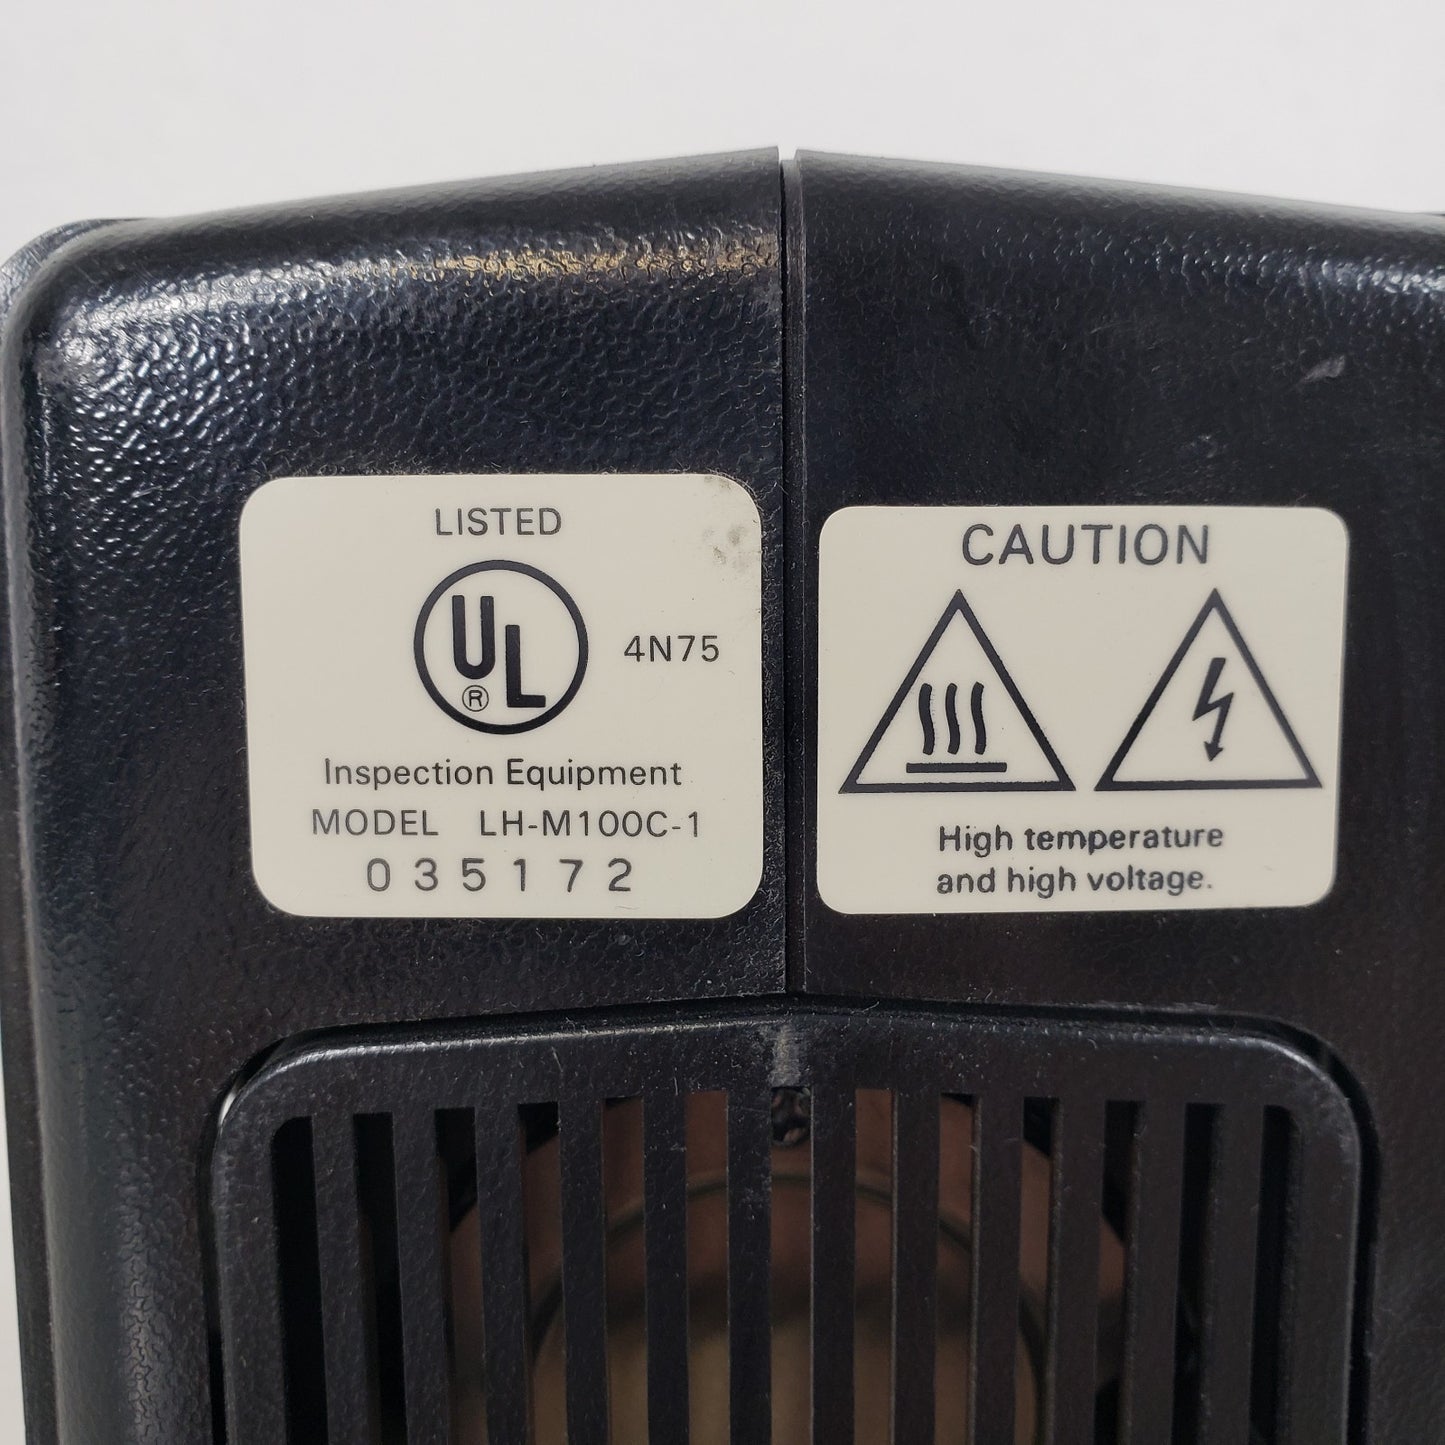 LISTED
UL
®
4N75
Inspection Equipment
MODEL LH-M100C-1
035172
CAUTION
High temperature
and high voltage.